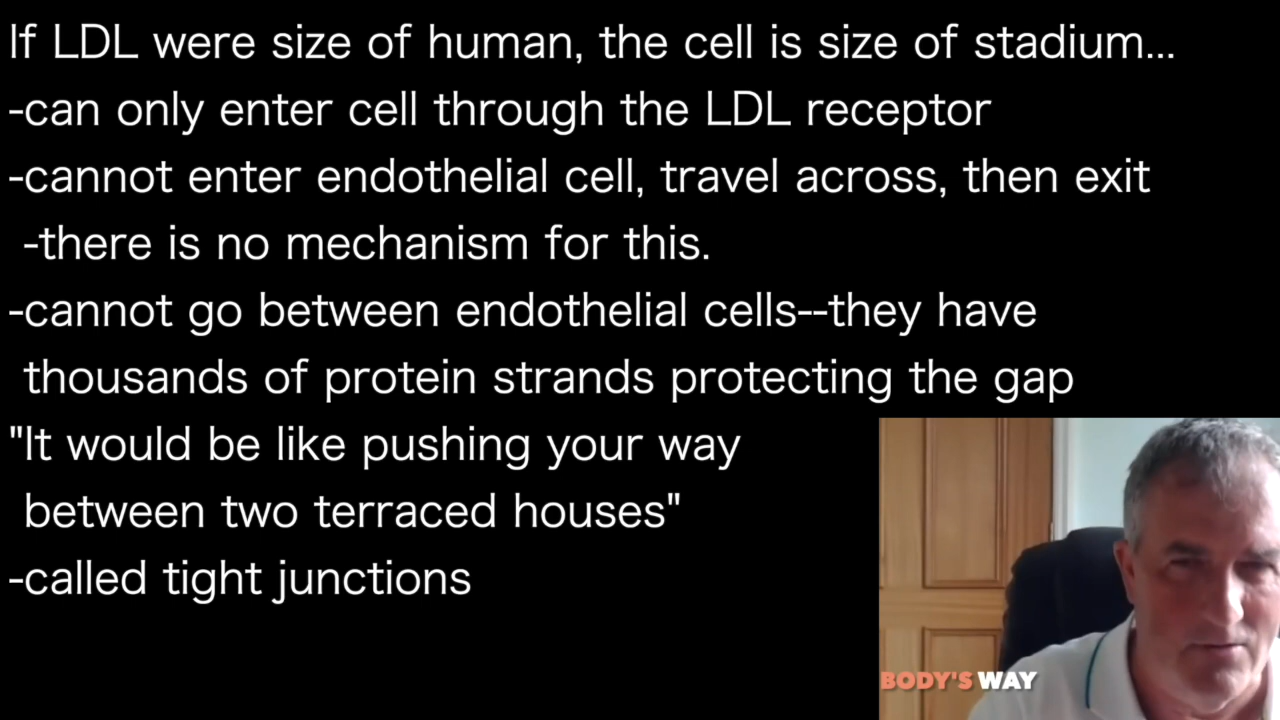 If LDL were size of human, the cell is size of stadium...
-can only enter cell through the LDL receptor
-cannot enter endothelial cell, travel across, then exit
-there is no mechanism for this.
-cannot go between endothelial cells--they have
thousands of protein strands protecting the gap
"It would be like pushing your way
between two terraced houses"
-called tight junctions
BODY'S WAY